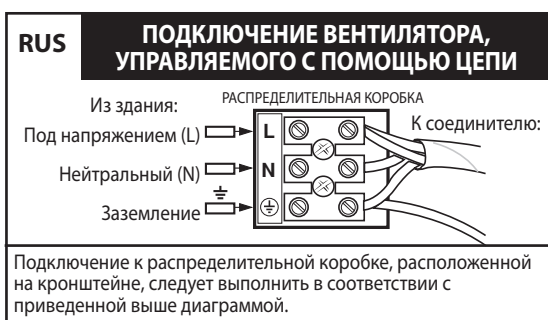 RUS
ПОДКЛЮЧЕНИЕ ВЕНТИЛЯТОРА,
УПРАВЛЯЕМОГО С ПОМОЩЬЮ ЦЕПИ
Из здания:
РАСПРЕДЕЛИТЕЛЬНАЯ КОРОБКА
К соединителю:
Под напряжением (L)
L
Нейтральный (N)
N
Заземление
Подключение к распределительной коробке, расположенной
на кронштейне, следует выполнить в соответствии с
приведенной выше диаграммой.